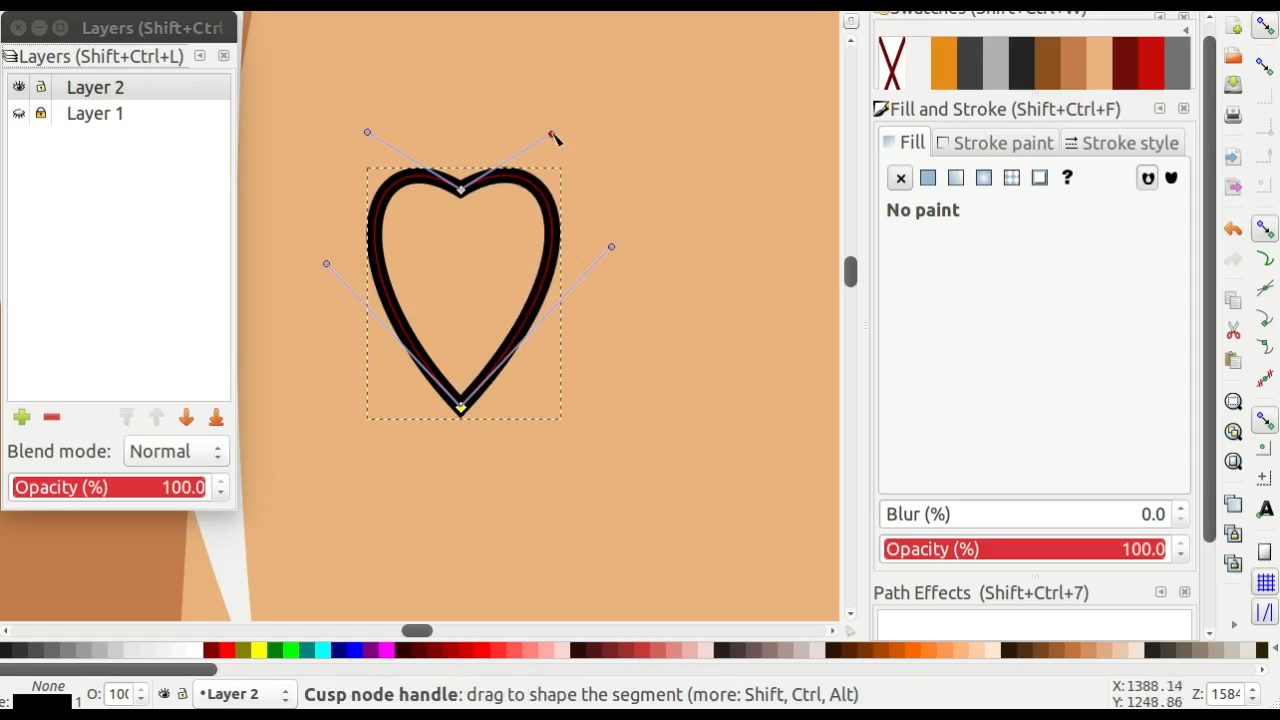 Layers (Shift+Ctrl
Layers (Shift+Ctrl+L)
Layer 2
Layer 1
Blend mode: Normal
Opacity (%) 100.0
Swatches (Shift+Ctrl+W)
Fill and Stroke (Shift+Ctrl+F)
Fill Stroke paint Stroke style
?
No paint
Blur (%) 0.0
Opacity (%) 100.0
Path Effects (Shift+Ctrl+7)
None
O: 100
•Layer 2
Cusp node handle: drag to shape the segment (more: Shift, Ctrl, Alt)
X:1388.14
Y:1248.86
Z: 1584